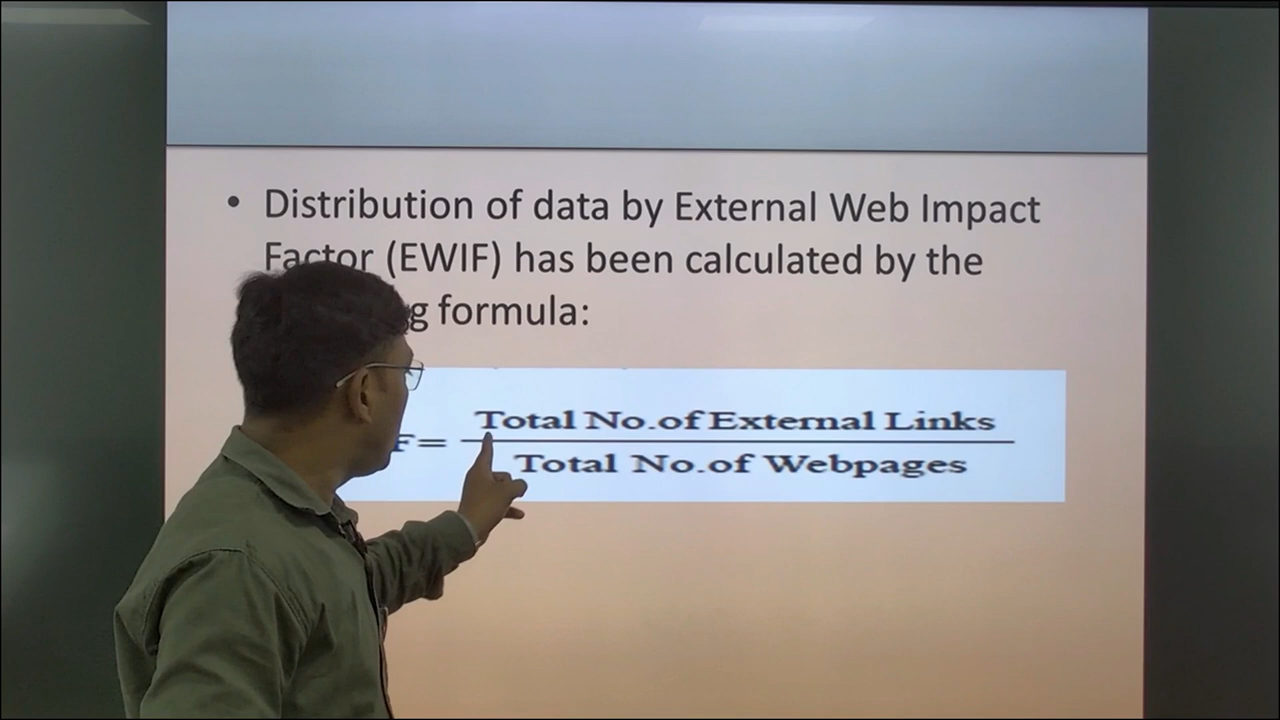 • Distribution of data by External Web Impact
Factor (EWIF) has been calculated by the
formula:
F= Total No.of External Links
Total No.of Webpages